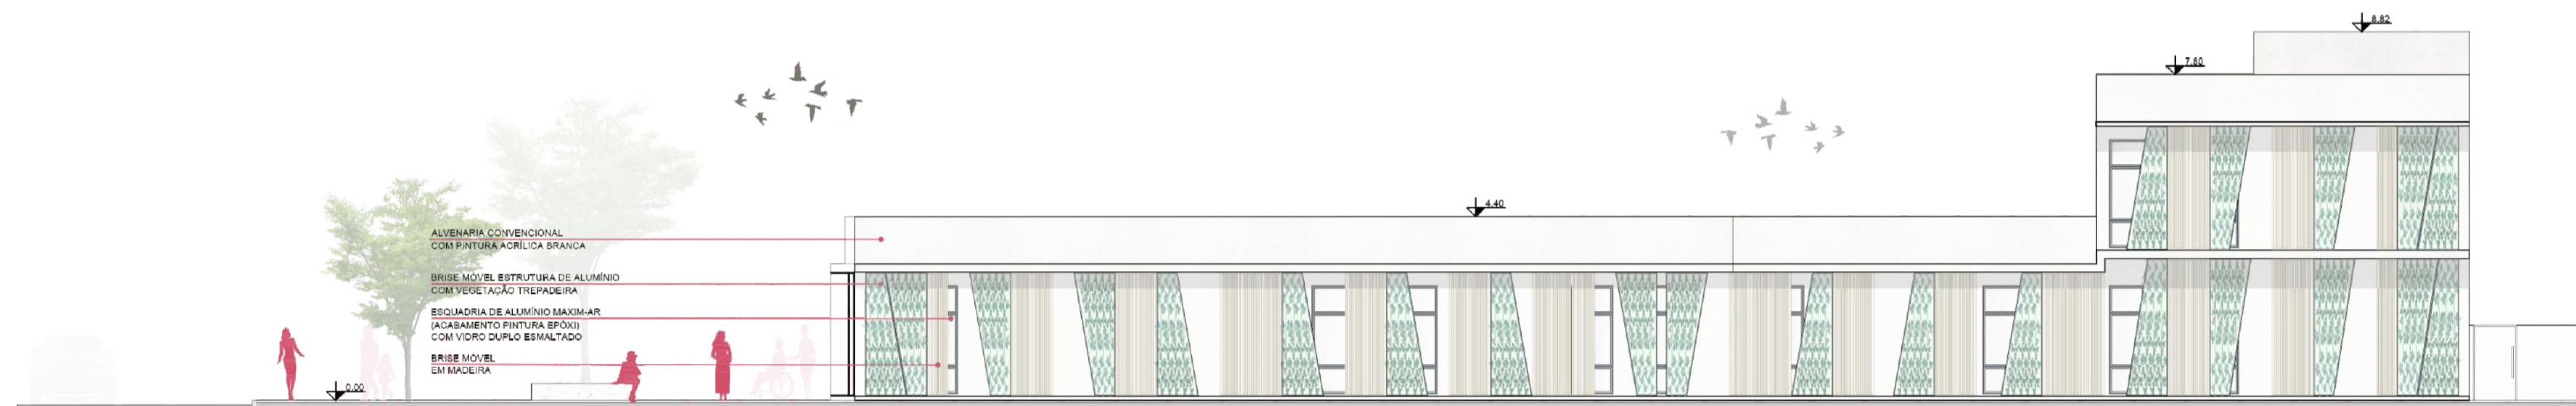 8.82
7.80
4.40
ALVENARIA CONVENCIONAL
COM PINTURA ACRÍLICA BRANCA
BRISE MÓVEL ESTRUTURA DE ALUMÍNIO
COM VEGETAÇÃO TREPADEIRA
ESQUADRIA DE ALUMÍNIO MAXIM-AR
(ACABAMENTO PINTURA EPÓXI)
COM VIDRO DUPLO ESMALTADO
BRISE MÓVEL
EM MADEIRA
0.00